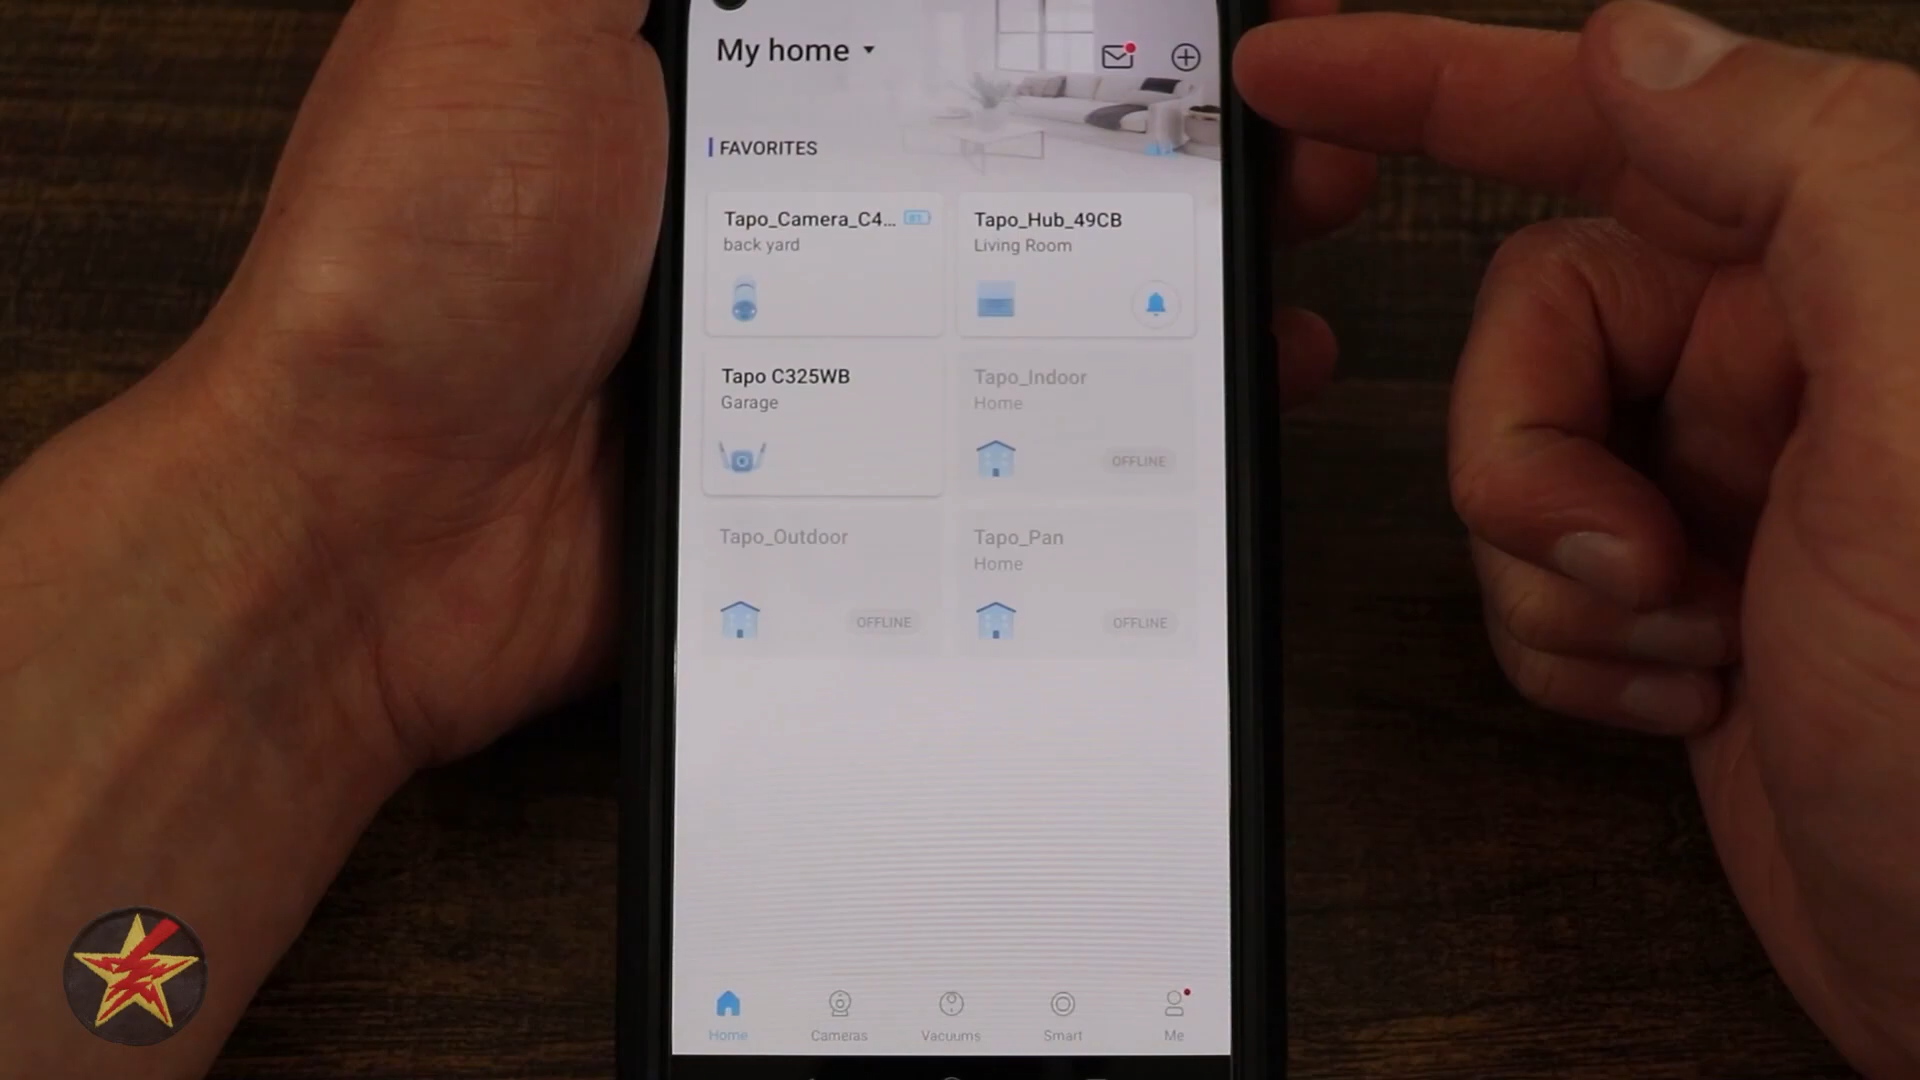 My home
FAVORITES
Tapo_Camera_C4...
back yard
Tapo_Hub_49CB
Living Room
Tapo C325WB
Garage
Tapo_Indoor
Home
OFFLINE
Tapo_Outdoor
OFFLINE
Tapo_Pan
Home
OFFLINE
Home
Cameras
Vacuums
Smart
Me